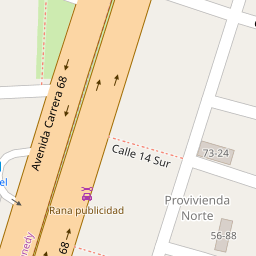 Avenida Carrera 68
Calle 14 Sur
73-24
Rana publicidad
Provivienda
Norte
56-88
68